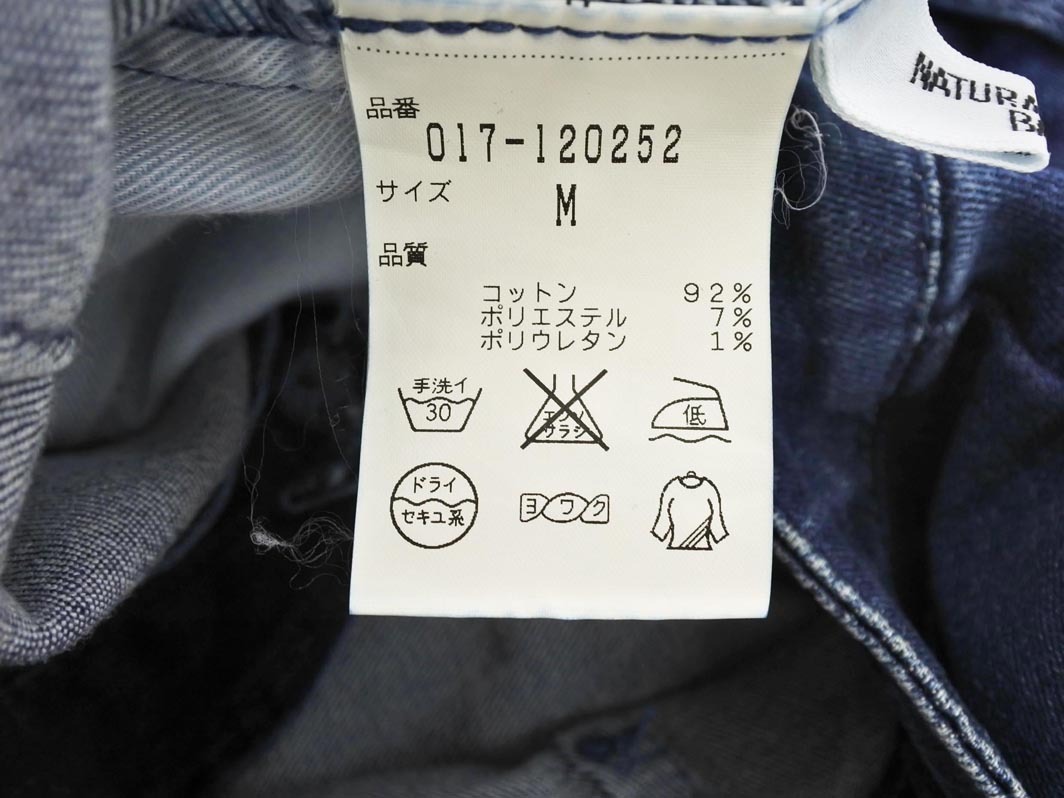 品番
017-120252
サイズ
M
品質
コットン 92%
ポリエステル 7%
ポリウレタン 1%
手洗イ
30
エンソ
サラシ
低
ドライ
セキユ系
ヨワク